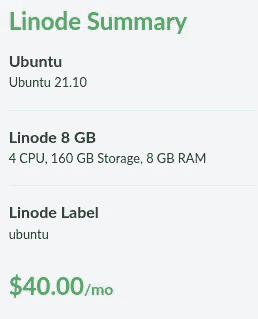 Linode Summary
Ubuntu
Ubuntu 21.10
Linode 8 GB
4 CPU, 160 GB Storage, 8 GB RAM
Linode Label
ubuntu
$40.00/mo